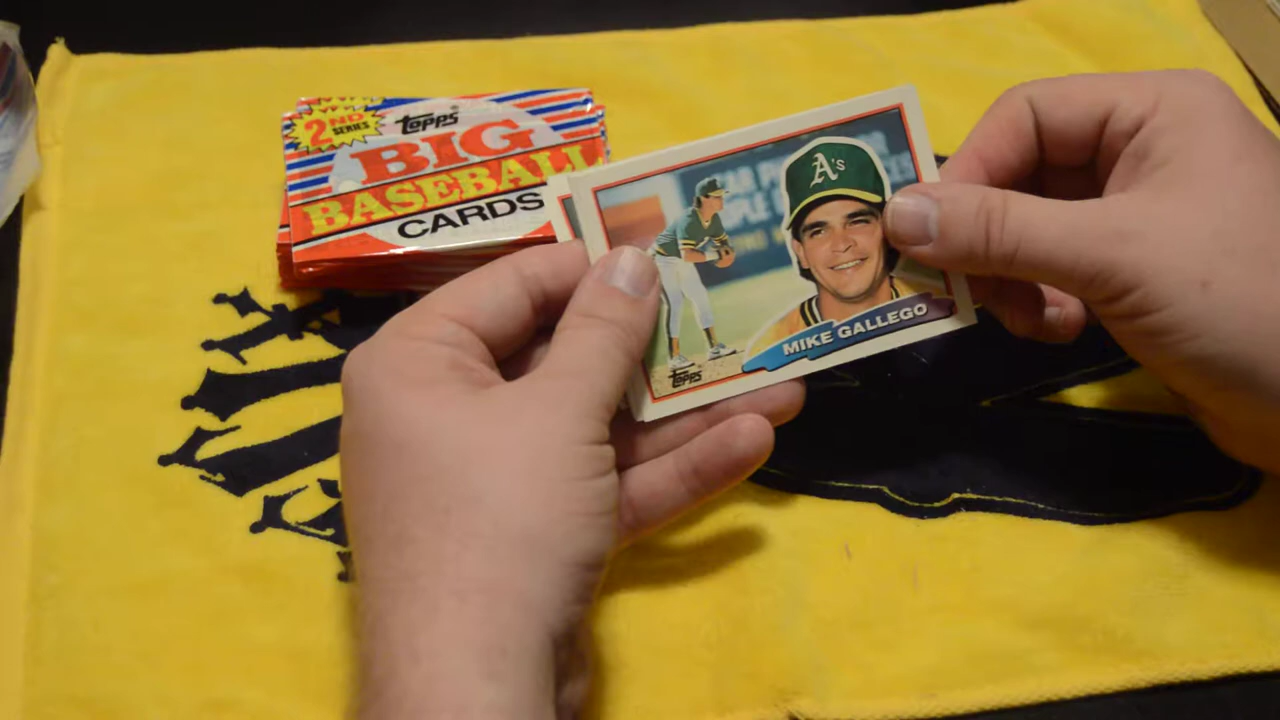 2ND
SERIES
topps®
BIG
BASEBALL
CARDS
A's
MIKE GALLEGO
topps